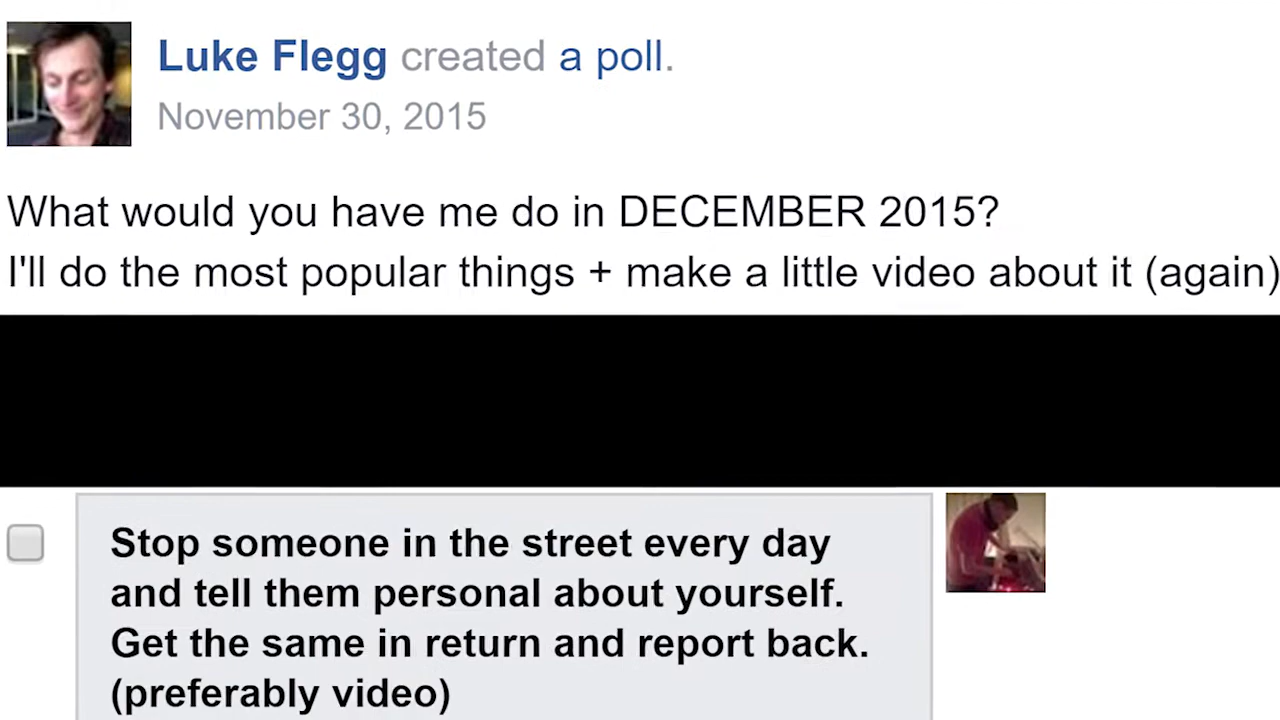 Luke Flegg created a poll.
November 30, 2015
What would you have me do in DECEMBER 2015?
I'll do the most popular things + make a little video about it (again)
Stop someone in the street every day
and tell them personal about yourself.
Get the same in return and report back.
(preferably video)